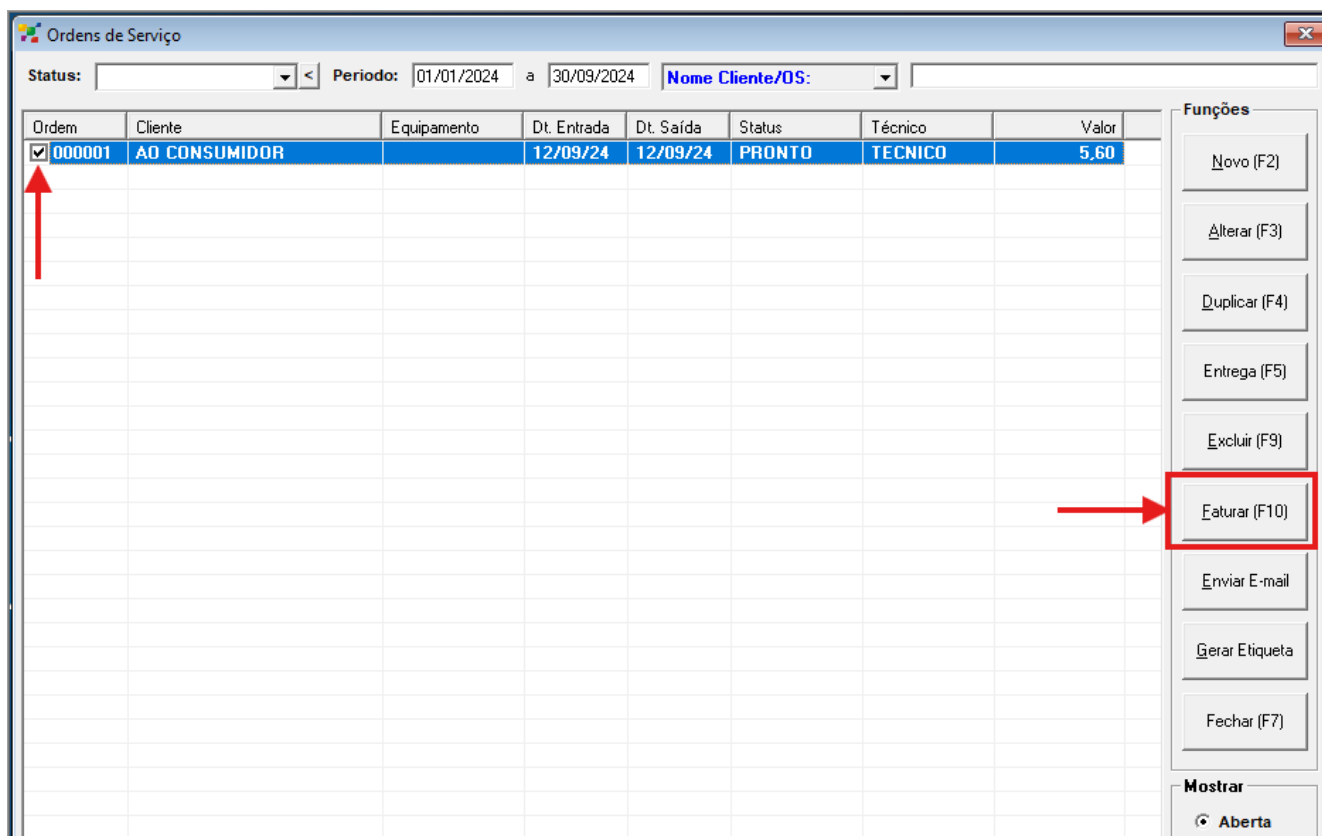 Ordens de Serviço
Status: < Periodo: 01/01/2024 a 30/09/2024 Nome Cliente/OS:
Funções
Ordem Cliente Equipamento Dt. Entrada Dt. Saída Status Técnico Valor
000001 AO CONSUMIDOR 12/09/24 12/09/24 PRONTO TECNICO 5,60
Novo (F2)
Alterar (F3)
Duplicar (F4)
Entrega (F5)
Excluir (F9)
Faturar (F10)
Enviar E-mail
Gerar Etiqueta
Fechar (F7)
Mostrar
Aberta